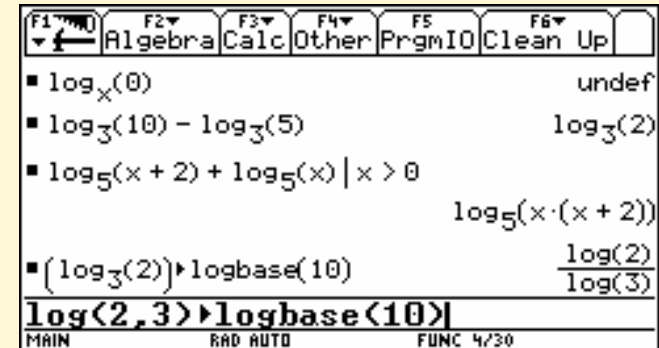 F1 F2 F3 F4 F5 F6
Algebra Calc Other PrgmIO Clean Up
▪ logₓ(0) undef
▪ log₃(10) - log₃(5) log₃(2)
▪ log₅(x + 2) + log₅(x) | x > 0
log₅(x·(x + 2))
▪ (log₃(2))▸logbase(10) log(2)/log(3)
log(2,3)▸logbase(10)
MAIN RAD AUTO FUNC 4/30